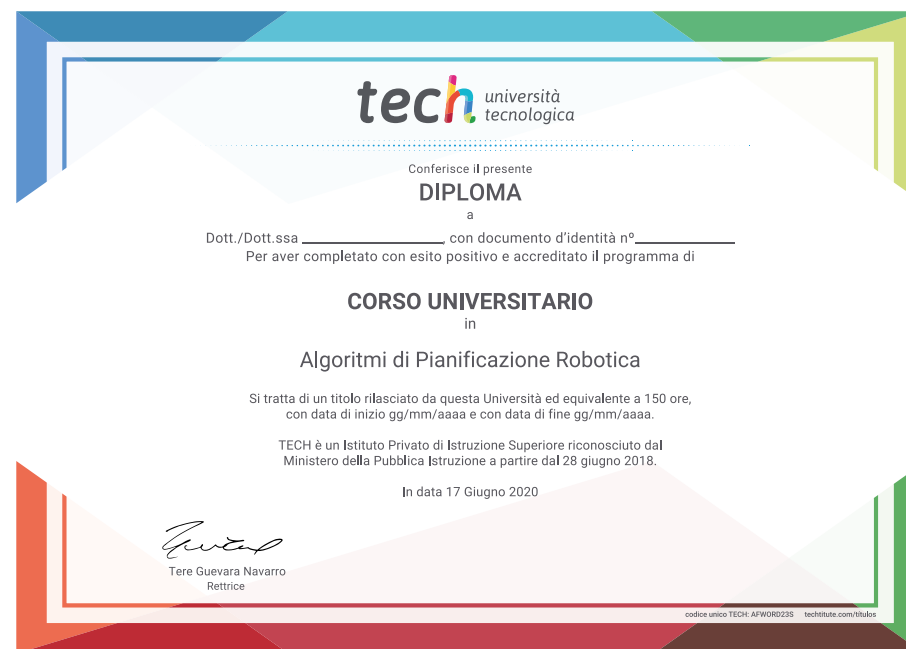 tech università
tecnologica
Conferisce il presente
DIPLOMA
a
Dott./Dott.ssa ________________, con documento d'identità nº____________
Per aver completato con esito positivo e accreditato il programma di
CORSO UNIVERSITARIO
in
Algoritmi di Pianificazione Robotica
Si tratta di un titolo rilasciato da questa Università ed equivalente a 150 ore,
con data di inizio gg/mm/aaaa e con data di fine gg/mm/aaaa.
TECH è un Istituto Privato di Istruzione Superiore riconosciuto dal
Ministero della Pubblica Istruzione a partire dal 28 giugno 2018.
In data 17 Giugno 2020
Tere Guevara Navarro
Rettrice
codice unico TECH: AFWORD23S techtitute.com/títulos